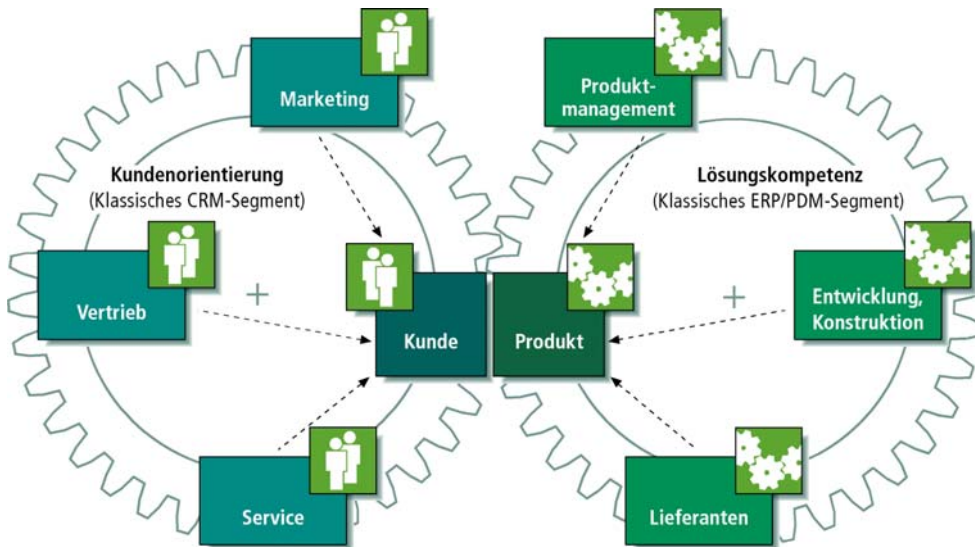 Marketing
Produkt-
management
Kundenorientierung
(Klassisches CRM-Segment)
Lösungskompetenz
(Klassisches ERP/PDM-Segment)
Vertrieb
+
Kunde
Produkt
+
Entwicklung,
Konstruktion
Service
Lieferanten